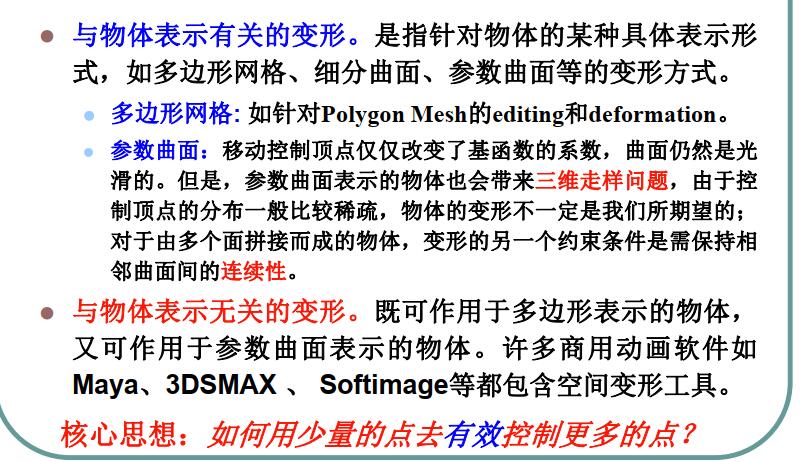 与物体表示有关的变形。是指针对物体的某种具体表示形
式，如多边形网格、细分曲面、参数曲面等的变形方式。
多边形网格: 如针对Polygon Mesh的editing和deformation。
参数曲面：移动控制顶点仅仅改变了基函数的系数，曲面仍然是光
滑的。但是，参数曲面表示的物体也会带来三维走样问题，由于控
制顶点的分布一般比较稀疏，物体的变形不一定是我们所期望的；
对于由多个面拼接而成的物体，变形的另一个约束条件是需保持相
邻曲面间的连续性。
与物体表示无关的变形。既可作用于多边形表示的物体，
又可作用于参数曲面表示的物体。许多商用动画软件如
Maya、3DSMAX 、 Softimage等都包含空间变形工具。
核心思想：如何用少量的点去有效控制更多的点？